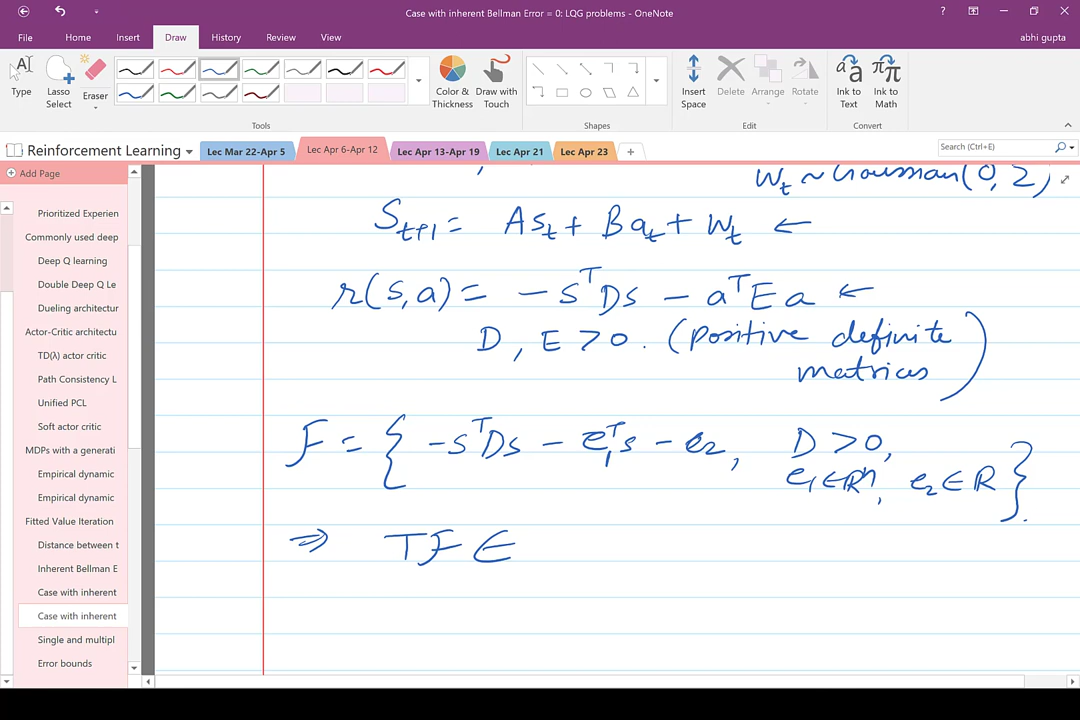 Case with inherent Bellman Error = 0: LQG problems - OneNote
File Home Insert Draw History Review View
abhi gupta
Type
Lasso Select
Eraser
Color & Thickness
Draw with Touch
Insert Space
Delete
Arrange
Rotate
Ink to Text
Ink to Math
Tools
Shapes
Edit
Convert
Reinforcement Learning
Lec Mar 22-Apr 5
Lec Apr 6-Apr 12
Lec Apr 13-Apr 19
Lec Apr 21
Lec Apr 23
+
Search (Ctrl+E)
Add Page
Prioritized Experien
Commonly used deep
Deep Q learning
Double Deep Q Le
Dueling architectur
Actor-Critic architectu
TD(λ) actor critic
Path Consistency L
Unified PCL
Soft actor critic
MDPs with a generati
Empirical dynamic
Empirical dynamic
Fitted Value Iteration
Distance between t
Inherent Bellman E
Case with inherent
Case with inherent
Single and multipl
Error bounds
W_t ~ Gaussian(0, Σ)
S_{t+1} = A s_t + B a_t + W_t ←
r(s,a) = - s^T D s - a^T E a ←
D, E > 0. (positive definite
matrices)
F = { - s^T D s - e_1^T s - e_2, D > 0,
e_1 ∈ R^n, e_2 ∈ R }.
⇒ TF ∈